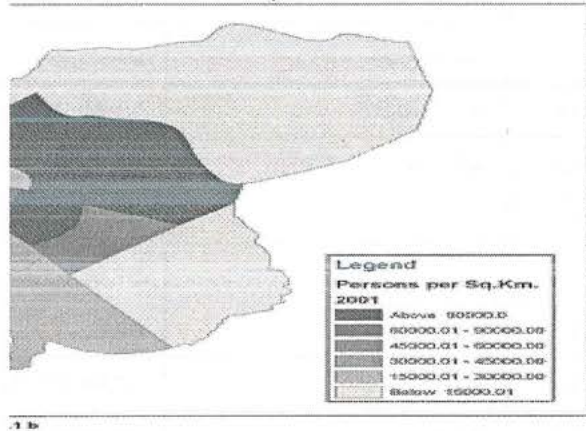 Legend
Persons per Sq.Km.
2001
Above 90000.0
60000.01 - 90000.00
45000.01 - 60000.00
30000.01 - 45000.00
15000.01 - 30000.00
Below 15000.01
.1 b